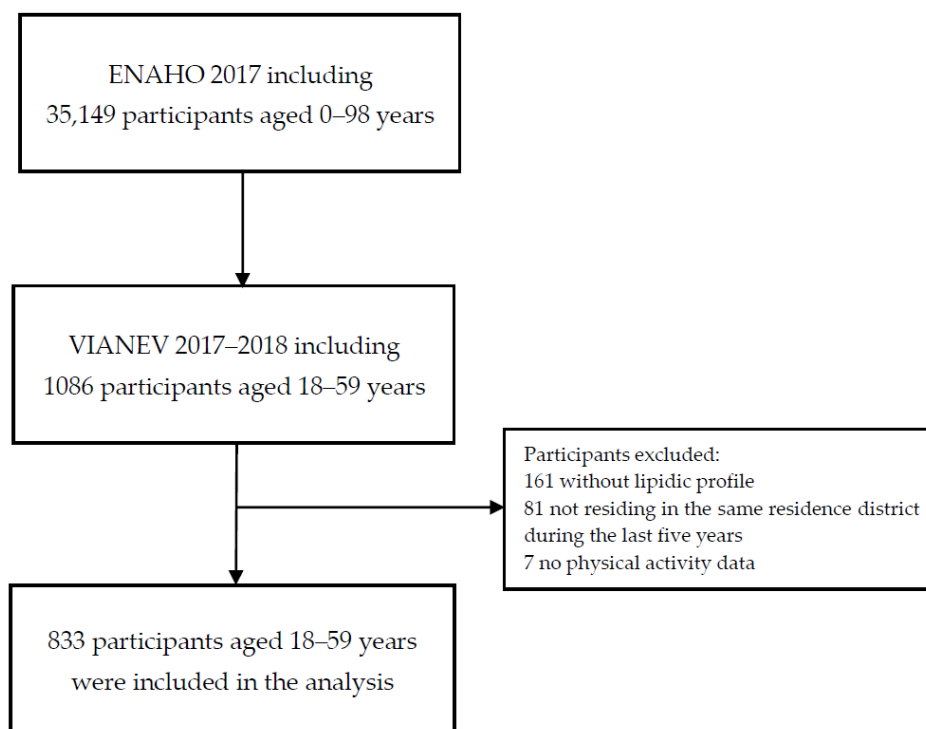 ENAHO 2017 including
35,149 participants aged 0–98 years
VIANEV 2017–2018 including
1086 participants aged 18–59 years
Participants excluded:
161 without lipidic profile
81 not residing in the same residence district
during the last five years
7 no physical activity data
833 participants aged 18–59 years
were included in the analysis